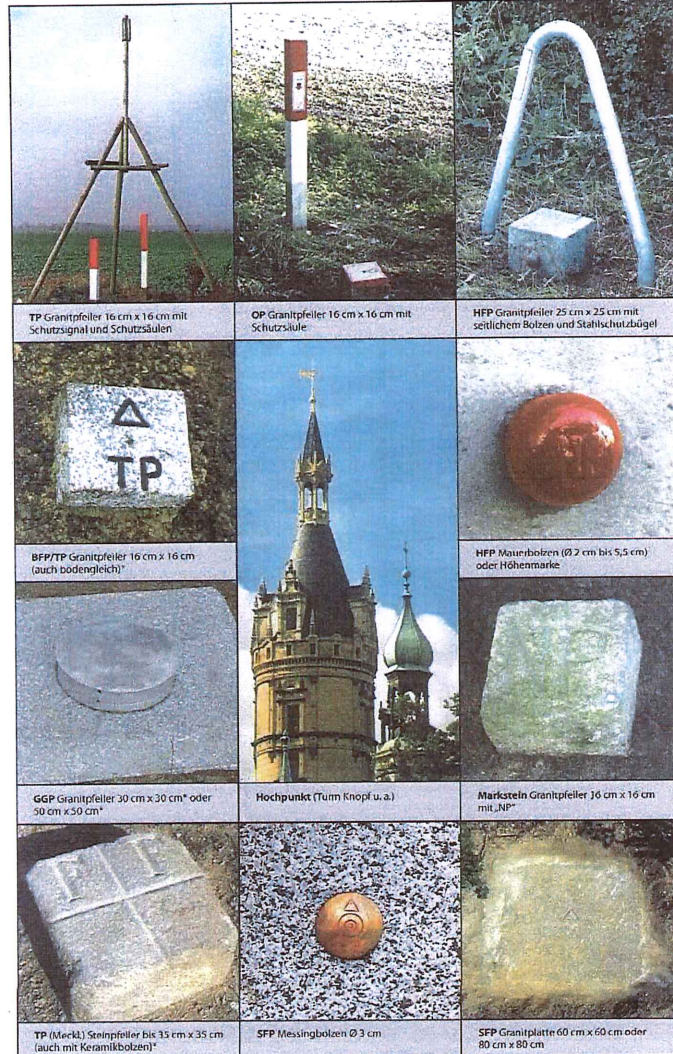 TP Granitpfeiler 16 cm x 16 cm mit
Schutzsignal und Schutzsäulen
OP Granitpfeiler 16 cm x 16 cm mit
Schutzsäule
HFP Granitpfeiler 25 cm x 25 cm mit
seitlichem Bolzen und Stahlschutzbügel
TP
BFP/TP Granitpfeiler 16 cm x 16 cm
(auch bodengleich)*
HFP Mauerbolzen (Ø 2 cm bis 5,5 cm)
oder Höhenmarke
GGP Granitpfeiler 30 cm x 30 cm* oder
50 cm x 50 cm*
Hochpunkt (Turm Knopf u. a.)
Markstein Granitpfeiler 16 cm x 16 cm
mit „NP"
F F
TP (Meckl.) Steinpfeiler bis 35 cm x 35 cm
(auch mit Keramikbolzen)*
SFP Messingbolzen Ø 3 cm
SFP Granitplatte 60 cm x 60 cm oder
80 cm x 80 cm